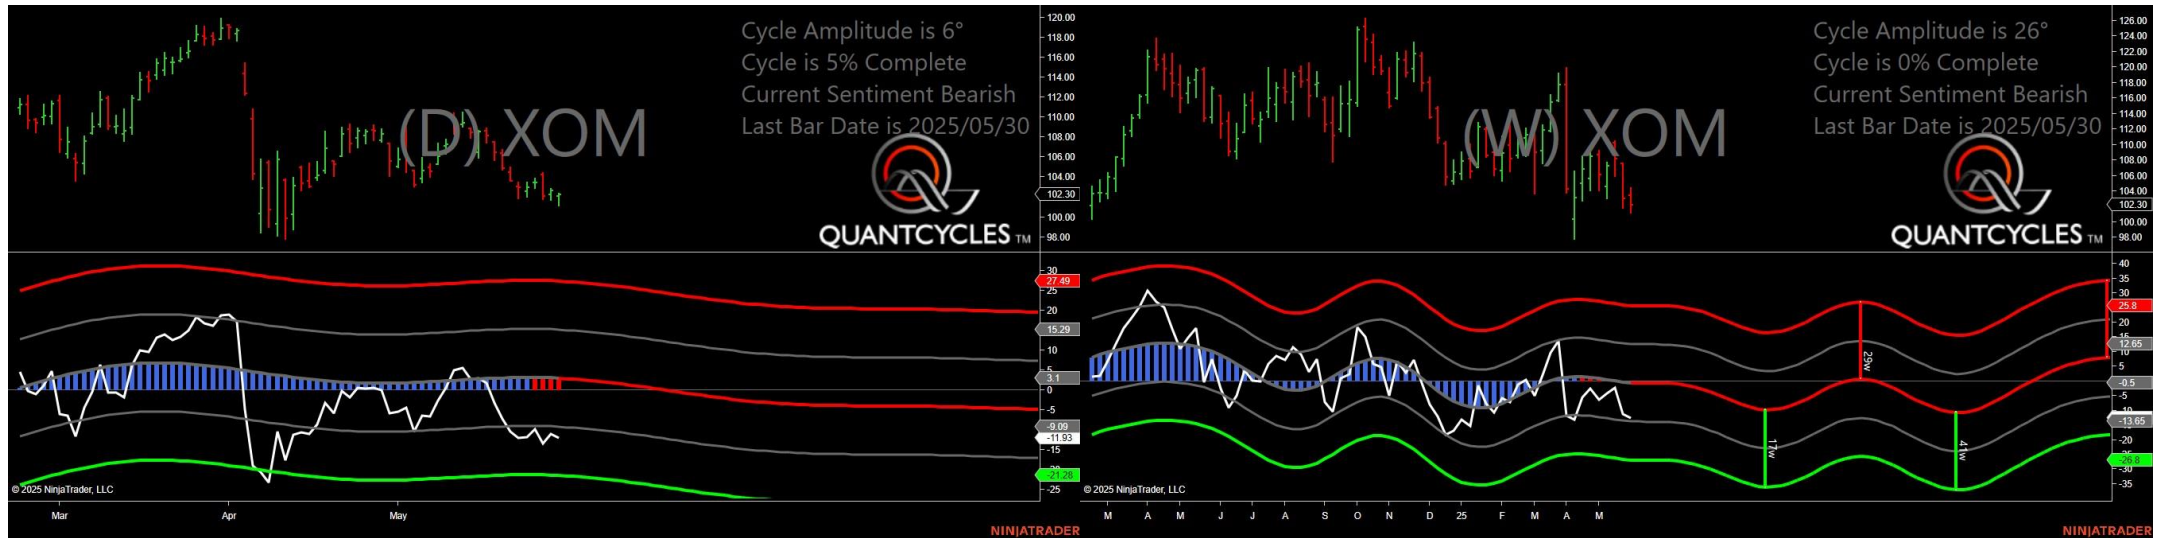 Cycle Amplitude is 6°
Cycle is 5% Complete
Current Sentiment Bearish
Last Bar Date is 2025/05/30
(D) XOM
QUANTCYCLES TM
120.00
118.00
116.00
114.00
112.00
110.00
108.00
106.00
104.00
102.30
100.00
98.00
30
27.49
25
20
15.29
10
5
3.1
0
-5
-9.09
-11.93
-15
-21.28
-25
© 2025 NinjaTrader, LLC
Mar Apr May
NINJATRADER
Cycle Amplitude is 26°
Cycle is 0% Complete
Current Sentiment Bearish
Last Bar Date is 2025/05/30
(W) XOM
QUANTCYCLES TM
126.00
124.00
122.00
120.00
118.00
116.00
114.00
112.00
110.00
108.00
106.00
104.00
102.30
100.00
98.00
40
35
30
25.8
20
15
12.65
10
5
-0.5
-5
-13.65
-20
-26.8
-30
-35
29w
17w
41w
© 2025 NinjaTrader, LLC
M A M J J A S O N D 25 F M A M
NINJATRADER